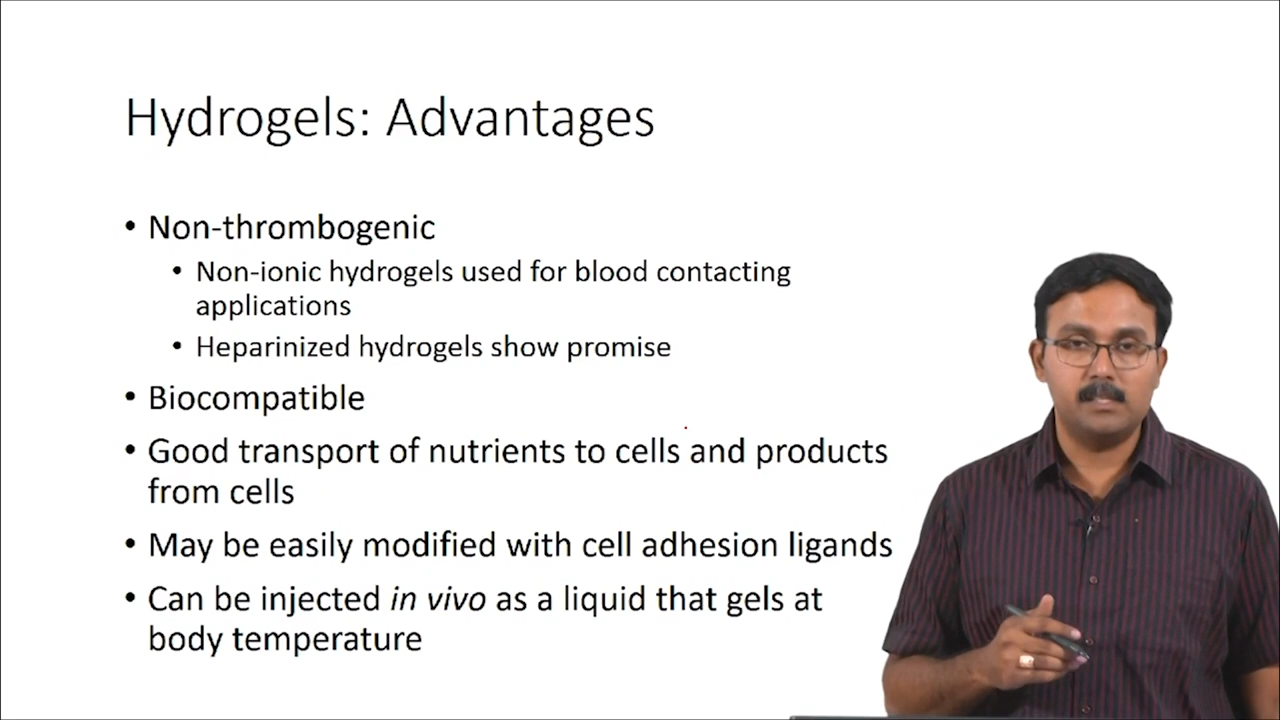 Hydrogels: Advantages
• Non-thrombogenic
• Non-ionic hydrogels used for blood contacting
applications
• Heparinized hydrogels show promise
• Biocompatible
• Good transport of nutrients to cells and products
from cells
• May be easily modified with cell adhesion ligands
• Can be injected in vivo as a liquid that gels at
body temperature